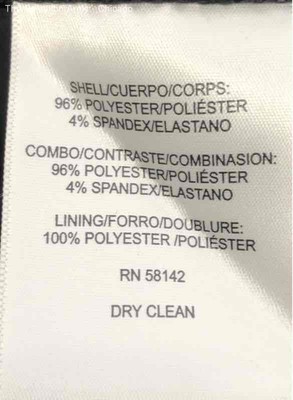 SHELL/CUERPO/CORPS:
96% POLYESTER/POLIÉSTER
4% SPANDEX/ELASTANO
COMBO/CONTRASTE/COMBINASION:
96% POLYESTER/POLIÉSTER
4% SPANDEX/ELASTANO
LINING/FORRO/DOUBLURE:
100% POLYESTER /POLIÉSTER
RN 58142
DRY CLEAN